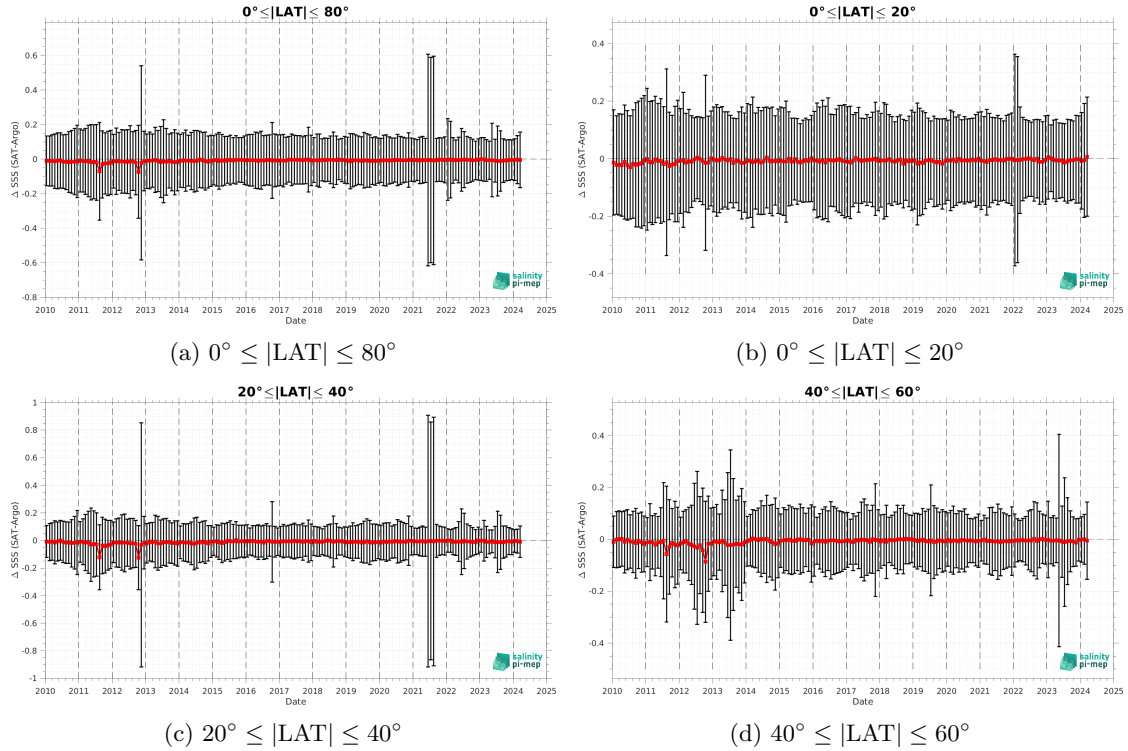 0°≤|LAT|≤ 80°
0.6
0.4
0.2
0
-0.2
-0.4
-0.6
-0.8
Δ SSS (SAT-Argo)
2010 2011 2012 2013 2014 2015 2016 2017 2018 2019 2020 2021 2022 2023 2024 2025
Date
salinity
pi-mep
(a) 0° ≤ |LAT| ≤ 80°
0°≤|LAT|≤ 20°
0.4
0.2
0
-0.2
-0.4
Δ SSS (SAT-Argo)
2010 2011 2012 2013 2014 2015 2016 2017 2018 2019 2020 2021 2022 2023 2024 2025
Date
salinity
pi-mep
(b) 0° ≤ |LAT| ≤ 20°
20°≤|LAT|≤ 40°
1
0.8
0.6
0.4
0.2
0
-0.2
-0.4
-0.6
-0.8
-1
Δ SSS (SAT-Argo)
2010 2011 2012 2013 2014 2015 2016 2017 2018 2019 2020 2021 2022 2023 2024 2025
Date
salinity
pi-mep
(c) 20° ≤ |LAT| ≤ 40°
40°≤|LAT|≤ 60°
0.4
0.2
0
-0.2
-0.4
Δ SSS (SAT-Argo)
2010 2011 2012 2013 2014 2015 2016 2017 2018 2019 2020 2021 2022 2023 2024 2025
Date
salinity
pi-mep
(d) 40° ≤ |LAT| ≤ 60°